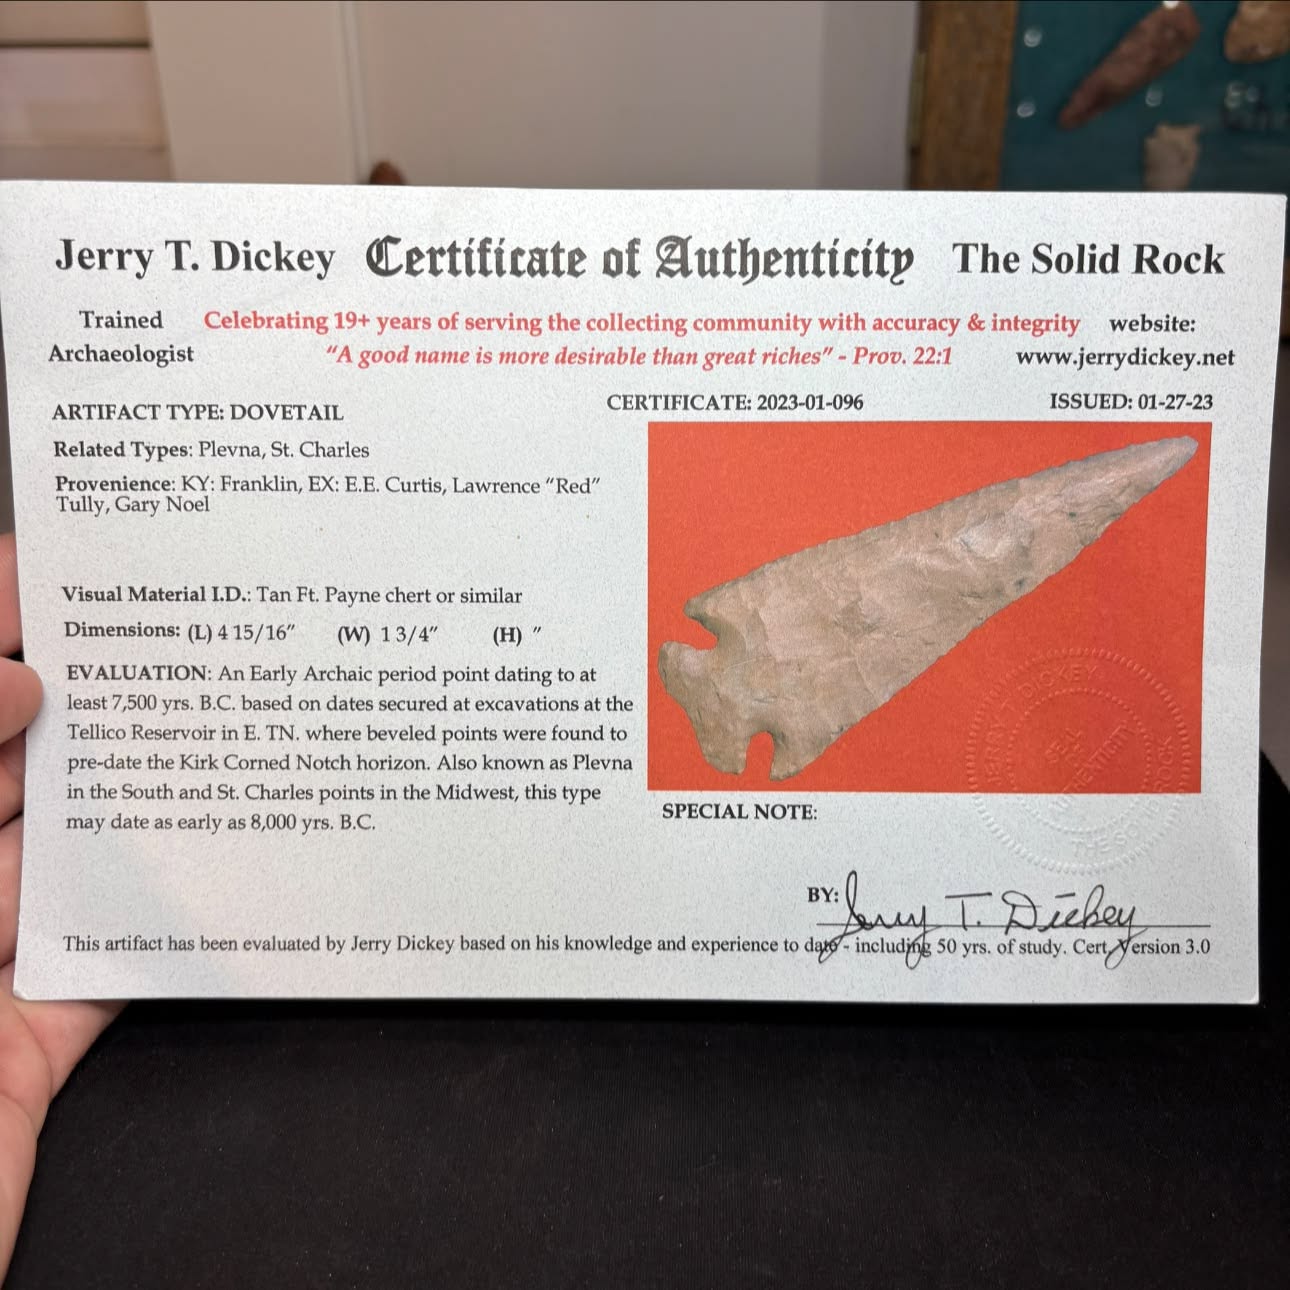 Jerry T. Dickey Certificate of Authenticity The Solid Rock
Trained Archaeologist
Celebrating 19+ years of serving the collecting community with accuracy & integrity
"A good name is more desirable than great riches" - Prov. 22:1
website:
www.jerrydickey.net
ARTIFACT TYPE: DOVETAIL
CERTIFICATE: 2023-01-096
ISSUED: 01-27-23
Related Types: Plevna, St. Charles
Provenience: KY: Franklin, EX: E.E. Curtis, Lawrence "Red"
Tully, Gary Noel
Visual Material I.D.: Tan Ft. Payne chert or similar
Dimensions: (L) 4 15/16" (W) 1 3/4" (H) "
EVALUATION: An Early Archaic period point dating to at
least 7,500 yrs. B.C. based on dates secured at excavations at the
Tellico Reservoir in E. TN. where beveled points were found to
pre-date the Kirk Corned Notch horizon. Also known as Plevna
in the South and St. Charles points in the Midwest, this type
may date as early as 8,000 yrs. B.C.
JERRY T DICKEY
SEAL
OF
AUTHENTICITY
THE SOLID ROCK
SPECIAL NOTE:
BY: Jerry T. Dickey
This artifact has been evaluated by Jerry Dickey based on his knowledge and experience to date - including 50 yrs. of study. Cert. Version 3.0